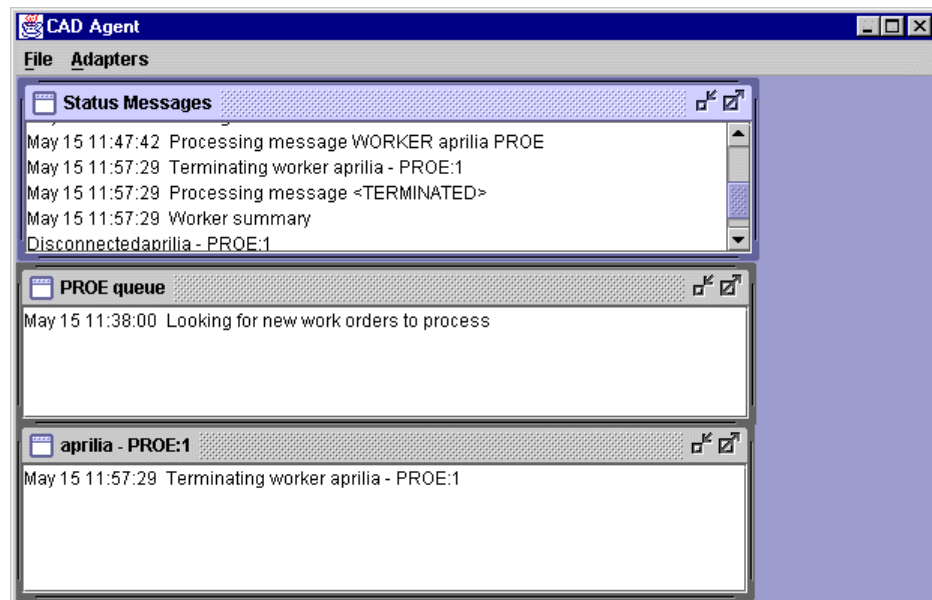 CAD Agent
File Adapters
Status Messages
May 15 11:47:42 Processing message WORKER aprilia PROE
May 15 11:57:29 Terminating worker aprilia - PROE:1
May 15 11:57:29 Processing message <TERMINATED>
May 15 11:57:29 Worker summary
Disconnectedaprilia - PROE:1
PROE queue
May 15 11:38:00 Looking for new work orders to process
aprilia - PROE:1
May 15 11:57:29 Terminating worker aprilia - PROE:1